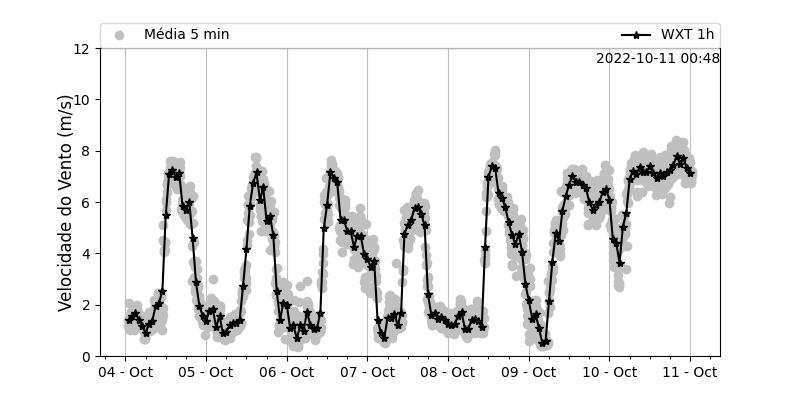 Média 5 min
WXT 1h
2022-10-11 00:48
Velocidade do Vento (m/s)
12
10
8
6
4
2
0
04 - Oct
05 - Oct
06 - Oct
07 - Oct
08 - Oct
09 - Oct
10 - Oct
11 - Oct